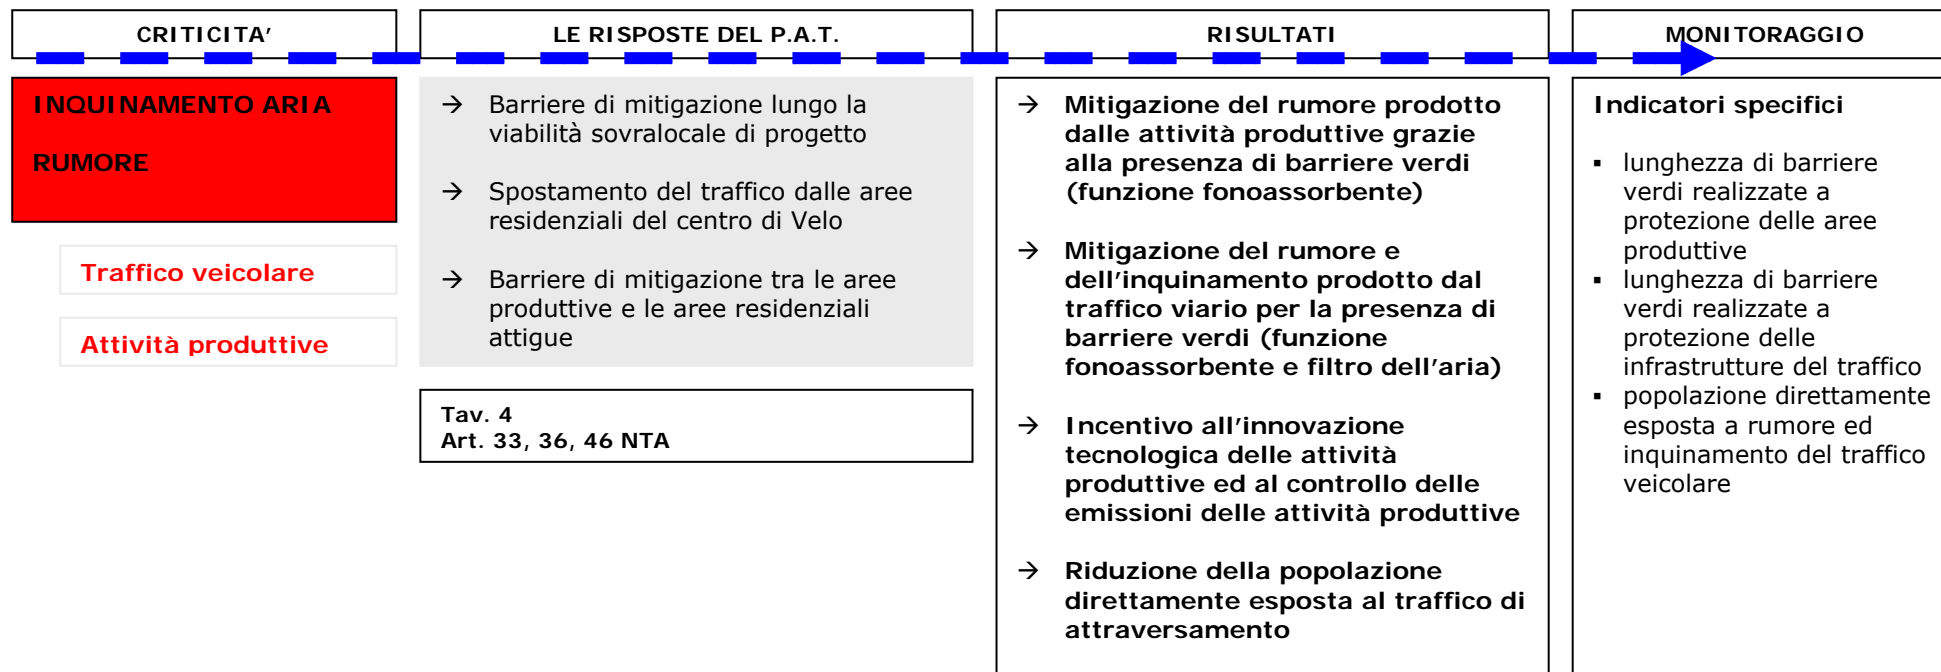 CRITICITA'
LE RISPOSTE DEL P.A.T.
RISULTATI
MONITORAGGIO
INQUINAMENTO ARIA
RUMORE
Traffico veicolare
Attività produttive
→ Barriere di mitigazione lungo la
viabilità sovralocale di progetto
→ Spostamento del traffico dalle aree
residenziali del centro di Velo
→ Barriere di mitigazione tra le aree
produttive e le aree residenziali
attigue
Tav. 4
Art. 33, 36, 46 NTA
→ Mitigazione del rumore prodotto
dalle attività produttive grazie
alla presenza di barriere verdi
(funzione fonoassorbente)
→ Mitigazione del rumore e
dell'inquinamento prodotto dal
traffico viario per la presenza di
barriere verdi (funzione
fonoassorbente e filtro dell'aria)
→ Incentivo all'innovazione
tecnologica delle attività
produttive ed al controllo delle
emissioni delle attività produttive
→ Riduzione della popolazione
direttamente esposta al traffico di
attraversamento
Indicatori specifici
▪ lunghezza di barriere
verdi realizzate a
protezione delle aree
produttive
▪ lunghezza di barriere
verdi realizzate a
protezione delle
infrastrutture del traffico
▪ popolazione direttamente
esposta a rumore ed
inquinamento del traffico
veicolare